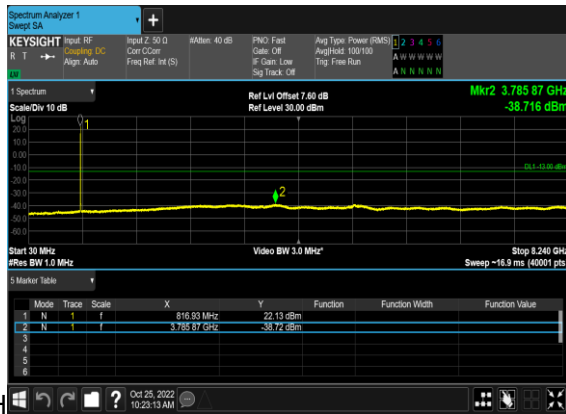 Spectrum Analyzer 1
Swept SA
KEYSIGHT Input: RF Input Z: 50 Ω #Atten: 40 dB PNO: Fast Avg Type: Power (RMS) 1 2 3 4 5 6
R T Coupling: DC Corr CCorr Gate: Off Avg|Hold: 100/100 A W W W W W
Align: Auto Freq Ref: Int (S) IF Gain: Low Trig: Free Run
Sig Track: Off A N N N N N
1 Spectrum Ref Lvl Offset 7.60 dB Mkr2 3.785 87 GHz
Scale/Div 10 dB Ref Level 30.00 dBm -38.716 dBm
Log
1
20.0
10.0
0.00
-10.0 DL1 -13.00 dBm
-20.0
-30.0
2
-40.0
-50.0
-60.0
Start 30 MHz Video BW 3.0 MHz* Stop 8.240 GHz
#Res BW 1.0 MHz Sweep ~16.9 ms (40001 pts)
5 Marker Table
Mode Trace Scale X Y Function Function Width Function Value
1 N 1 f 816.93 MHz 22.13 dBm
2 N 1 f 3.785 87 GHz -38.72 dBm
3
4
5
6
H ? Oct 25, 2022
10:23:13 AM